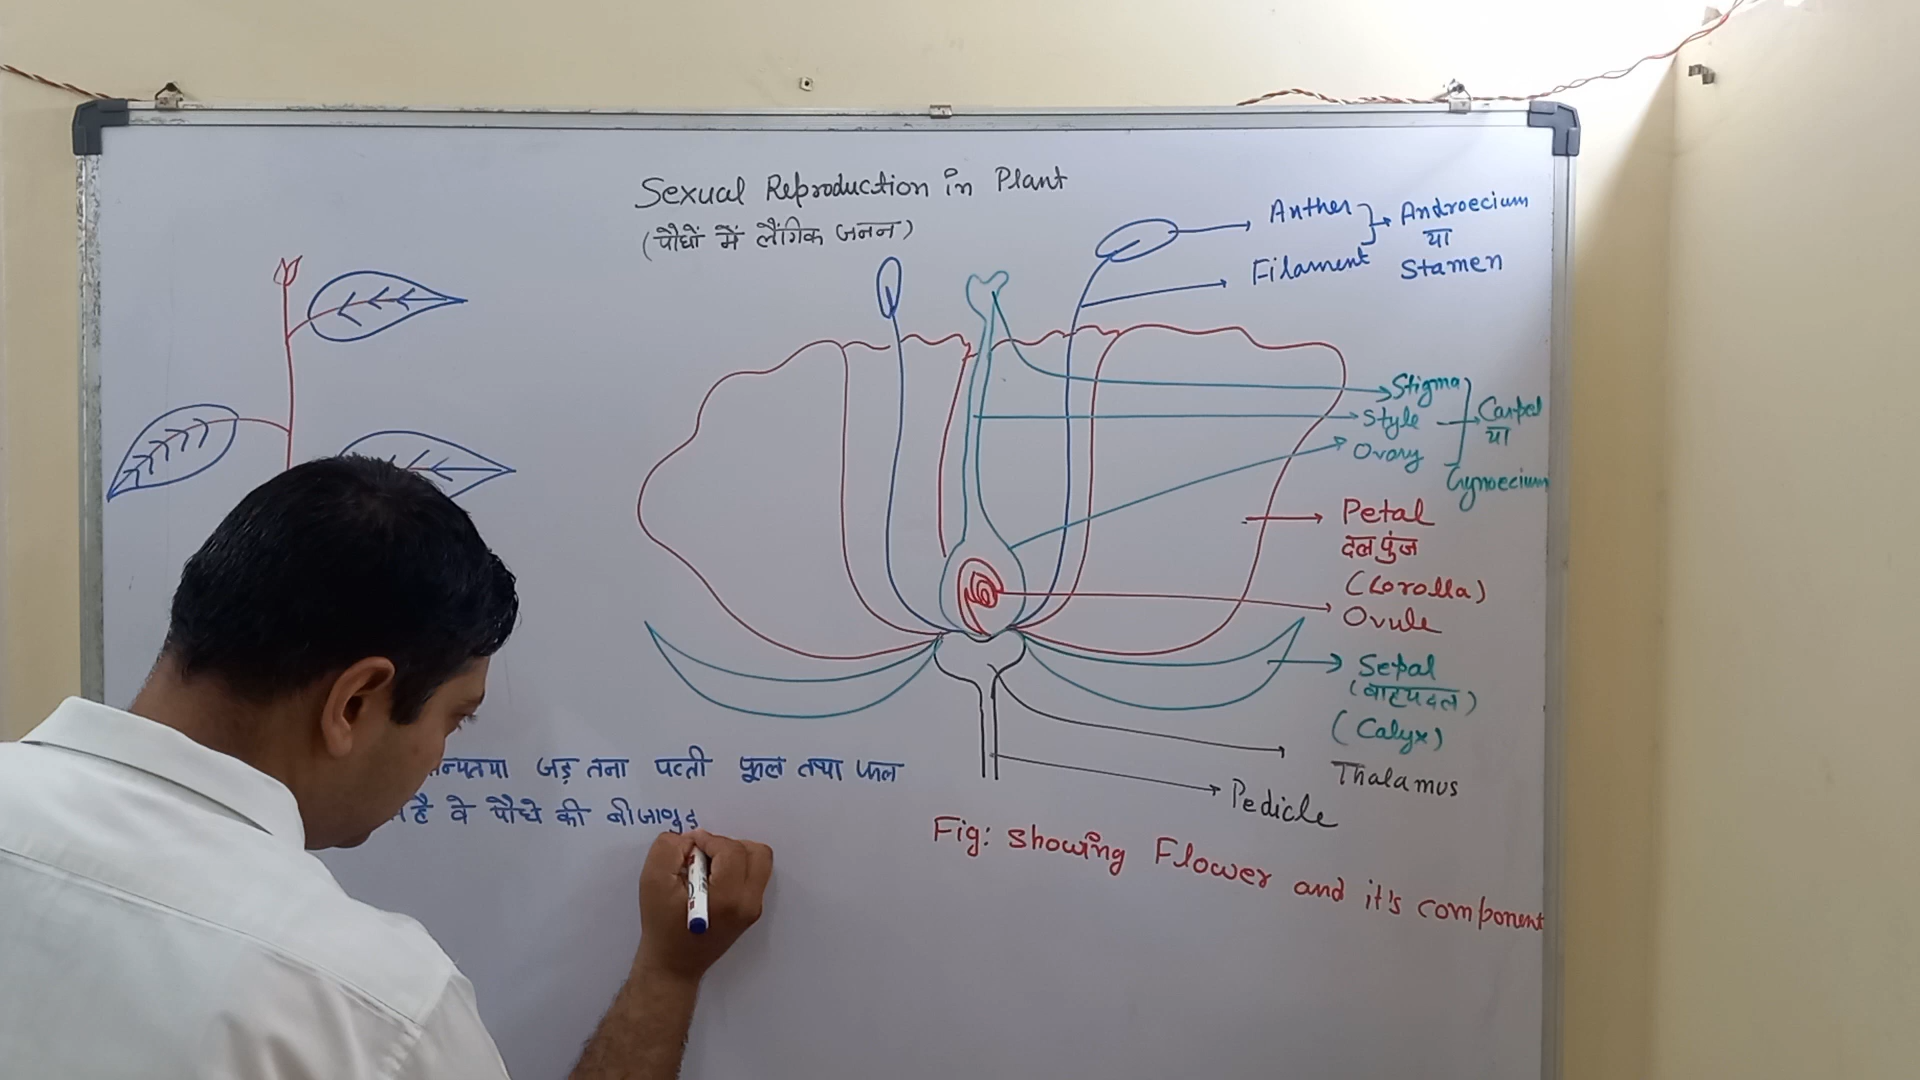 Sexual Reproduction in Plant
(पौधों में लैंगिक जनन)
Anther
Filament
Androecium
या
Stamen
Stigma
Style
Ovary
Carpel
या
Gynoecium
Petal
दलपुंज
(Corolla)
Ovule
Sepal
(बाह्यदल)
(Calyx)
Thalamus
Pedicle
Fig: Showing Flower and it's component
जड़ तना पत्ती फूल तथा फल
है वे पौधे की